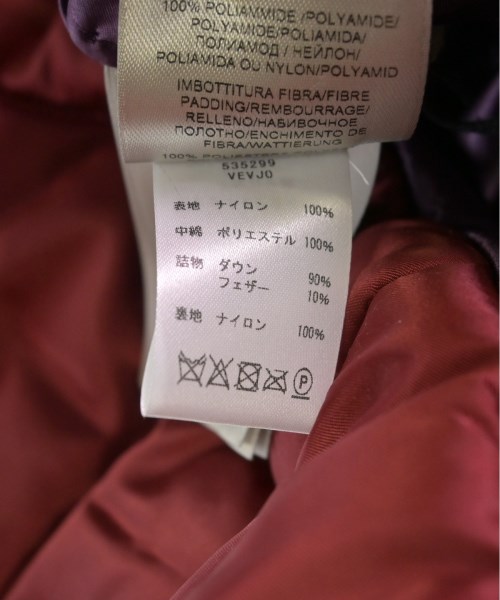 100% POLIAMMIDE /POLYAMIDE/
POLYAMIDE/POLIAMIDA/
ПОЛИАМОД / НЕЙЛОН/
POLIAMIDA OU NYLON/POLYAMID
IMBOTTITURA FIBRA/FIBRE
PADDING/REMBOURRAGE/
RELLENO/НАБИВОЧНОЕ
ПОЛОТНО/ENCHIMENTO DE
FIBRA/WATTIERUNG
100%
535299
VEVJ0
表地 ナイロン 100%
中綿 ポリエステル 100%
詰物 ダウン 90%
フェザー 10%
裏地 ナイロン 100%
P